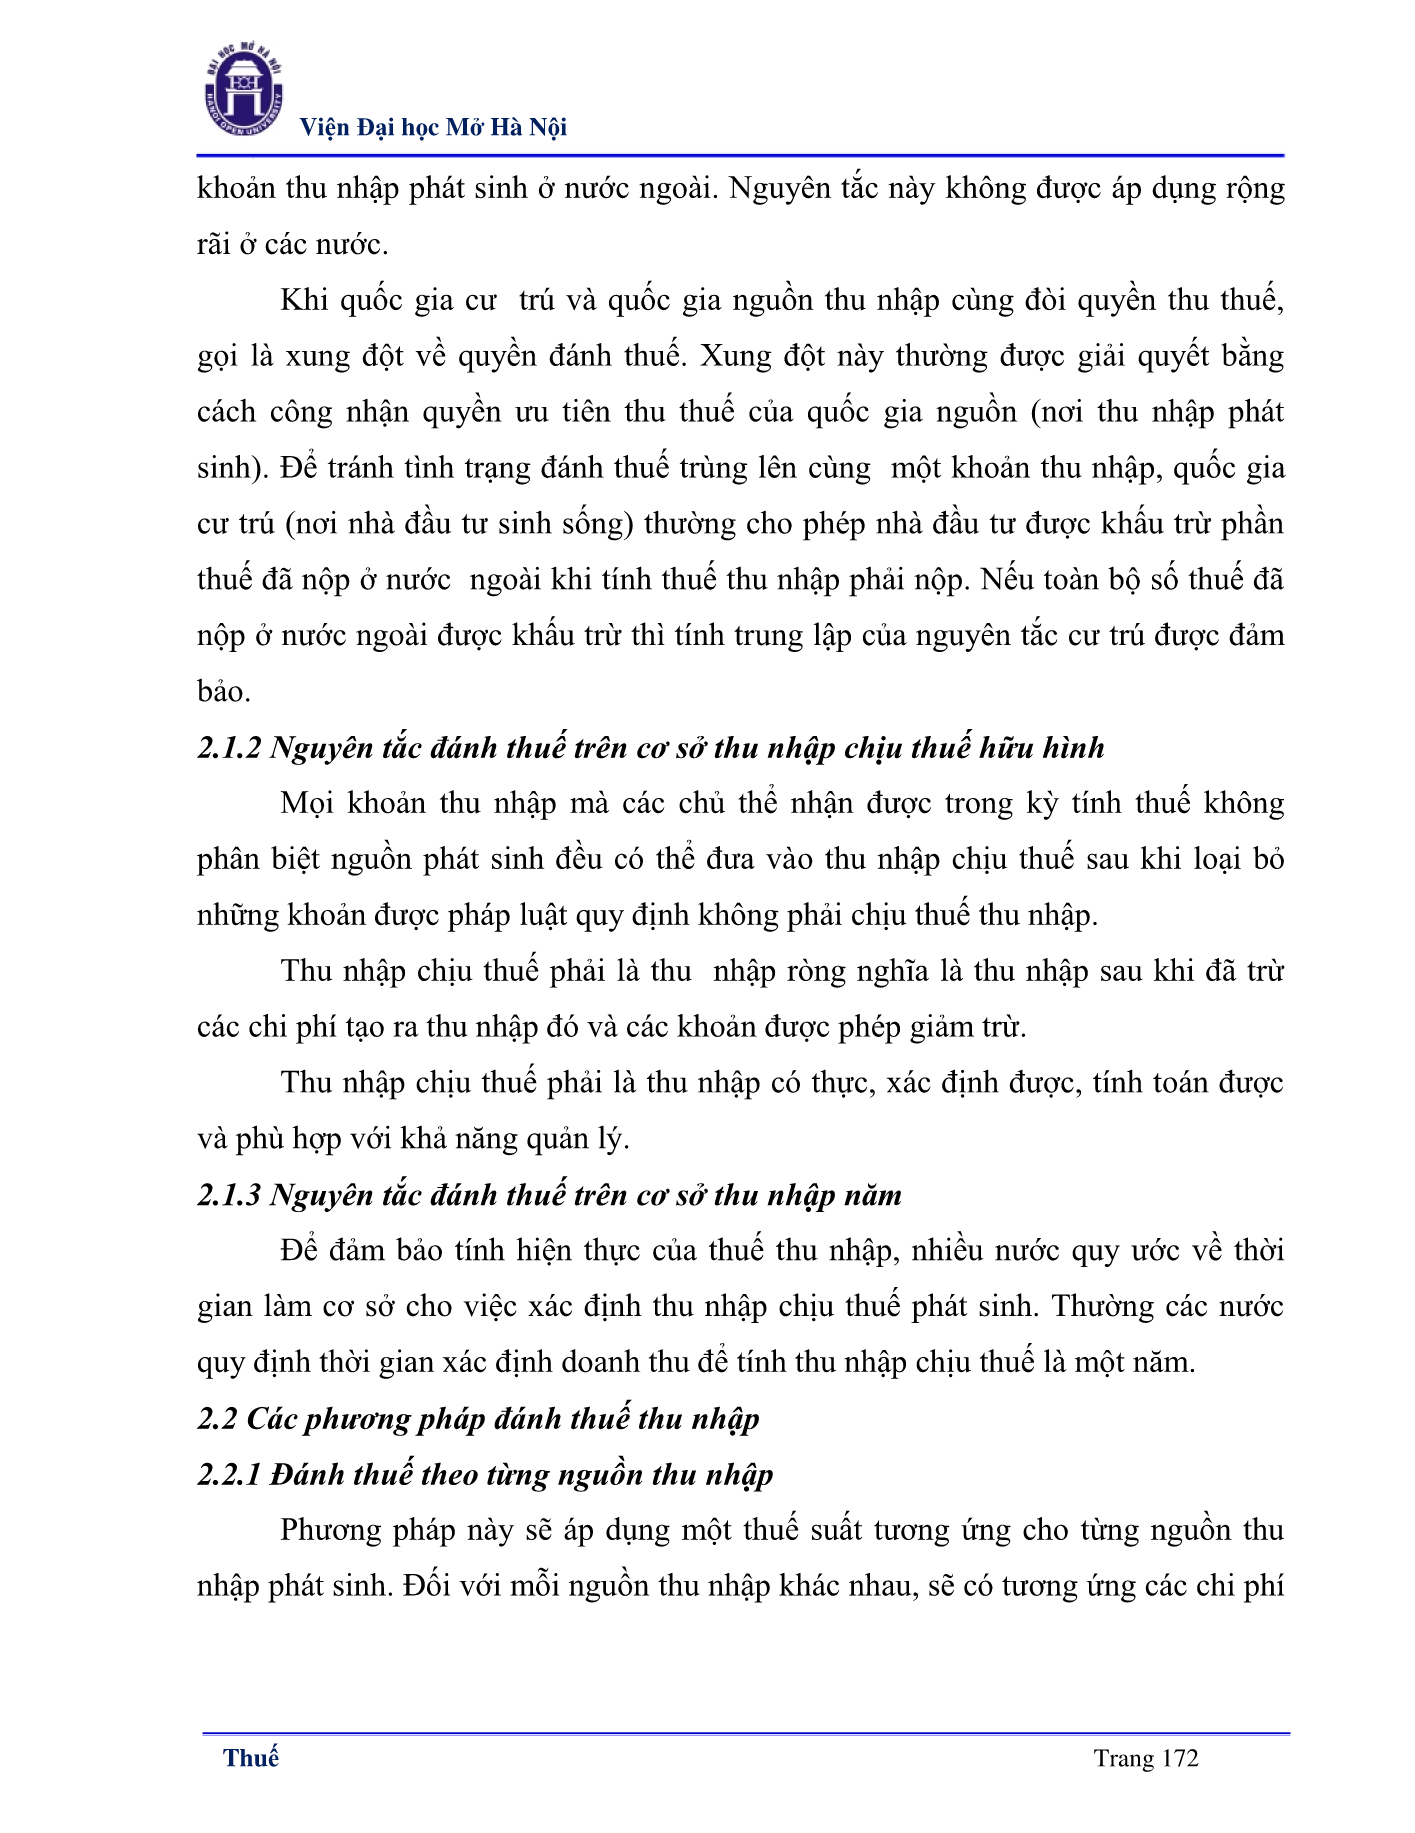 ĐẠI HỌC MỞ HÀ NỘI
HANOI OPEN UNIVERSITY
Viện Đại học Mở Hà Nội
khoản thu nhập phát sinh ở nước ngoài. Nguyên tắc này không được áp dụng rộng
rãi ở các nước.
Khi quốc gia cư trú và quốc gia nguồn thu nhập cùng đòi quyền thu thuế,
gọi là xung đột về quyền đánh thuế. Xung đột này thường được giải quyết bằng
cách công nhận quyền ưu tiên thu thuế của quốc gia nguồn (nơi thu nhập phát
sinh). Để tránh tình trạng đánh thuế trùng lên cùng một khoản thu nhập, quốc gia
cư trú (nơi nhà đầu tư sinh sống) thường cho phép nhà đầu tư được khấu trừ phần
thuế đã nộp ở nước ngoài khi tính thuế thu nhập phải nộp. Nếu toàn bộ số thuế đã
nộp ở nước ngoài được khấu trừ thì tính trung lập của nguyên tắc cư trú được đảm
bảo.
2.1.2 Nguyên tắc đánh thuế trên cơ sở thu nhập chịu thuế hữu hình
Mọi khoản thu nhập mà các chủ thể nhận được trong kỳ tính thuế không
phân biệt nguồn phát sinh đều có thể đưa vào thu nhập chịu thuế sau khi loại bỏ
những khoản được pháp luật quy định không phải chịu thuế thu nhập.
Thu nhập chịu thuế phải là thu nhập ròng nghĩa là thu nhập sau khi đã trừ
các chi phí tạo ra thu nhập đó và các khoản được phép giảm trừ.
Thu nhập chịu thuế phải là thu nhập có thực, xác định được, tính toán được
và phù hợp với khả năng quản lý.
2.1.3 Nguyên tắc đánh thuế trên cơ sở thu nhập năm
Để đảm bảo tính hiện thực của thuế thu nhập, nhiều nước quy ước về thời
gian làm cơ sở cho việc xác định thu nhập chịu thuế phát sinh. Thường các nước
quy định thời gian xác định doanh thu để tính thu nhập chịu thuế là một năm.
2.2 Các phương pháp đánh thuế thu nhập
2.2.1 Đánh thuế theo từng nguồn thu nhập
Phương pháp này sẽ áp dụng một thuế suất tương ứng cho từng nguồn thu
nhập phát sinh. Đối với mỗi nguồn thu nhập khác nhau, sẽ có tương ứng các chi phí
Thuế
Trang 172